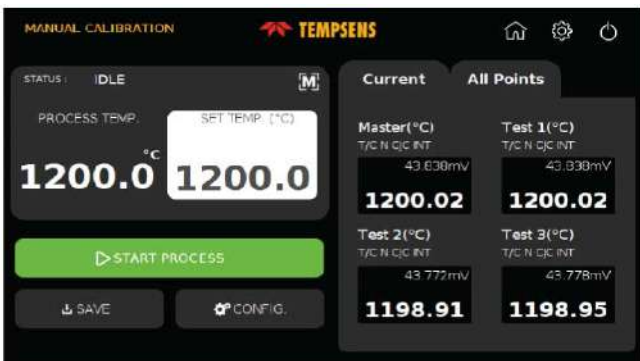 MANUAL CALIBRATION
TEMPSENS
STATUS : IDLE
[M]
PROCESS TEMP.
SET TEMP. (°C)
°C
1200.0
1200.0
START PROCESS
SAVE
CONFIG.
Current
All Points
Master(°C)
T/C N CJC INT
43.838mV
1200.02
Test 1(°C)
T/C N CJC INT
43.838mV
1200.02
Test 2(°C)
T/C N CJC INT
43.772mV
1198.91
Test 3(°C)
T/C N CJC INT
43.778mV
1198.95